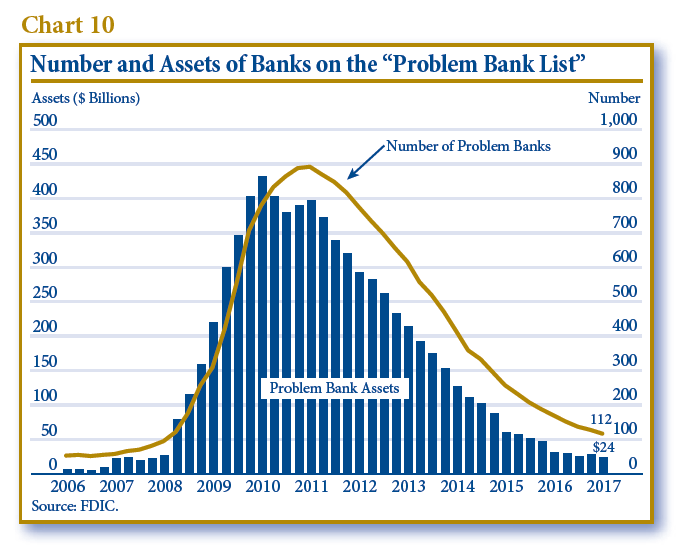 Chart 10
Number and Assets of Banks on the “Problem Bank List”
Assets ($ Billions) Number
500 1,000
Number of Problem Banks
450 900
400 800
350 700
300 600
250 500
200 400
150 300
Problem Bank Assets
100 200
112
50 100
$24
0 0
2006 2007 2008 2009 2010 2011 2012 2013 2014 2015 2016 2017
Source: FDIC.